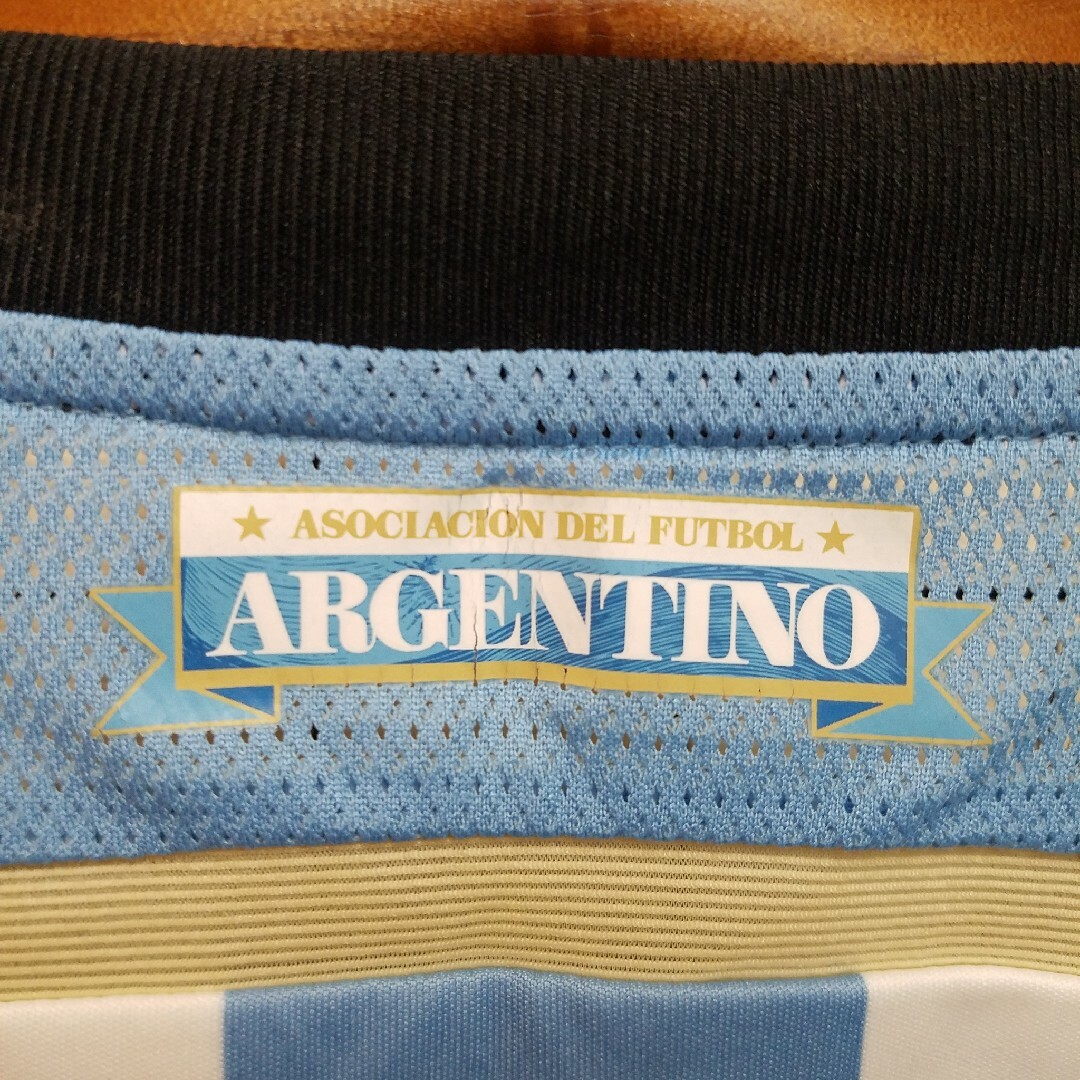 ★ ASOCIACION DEL FUTBOL ★
ARGENTINO